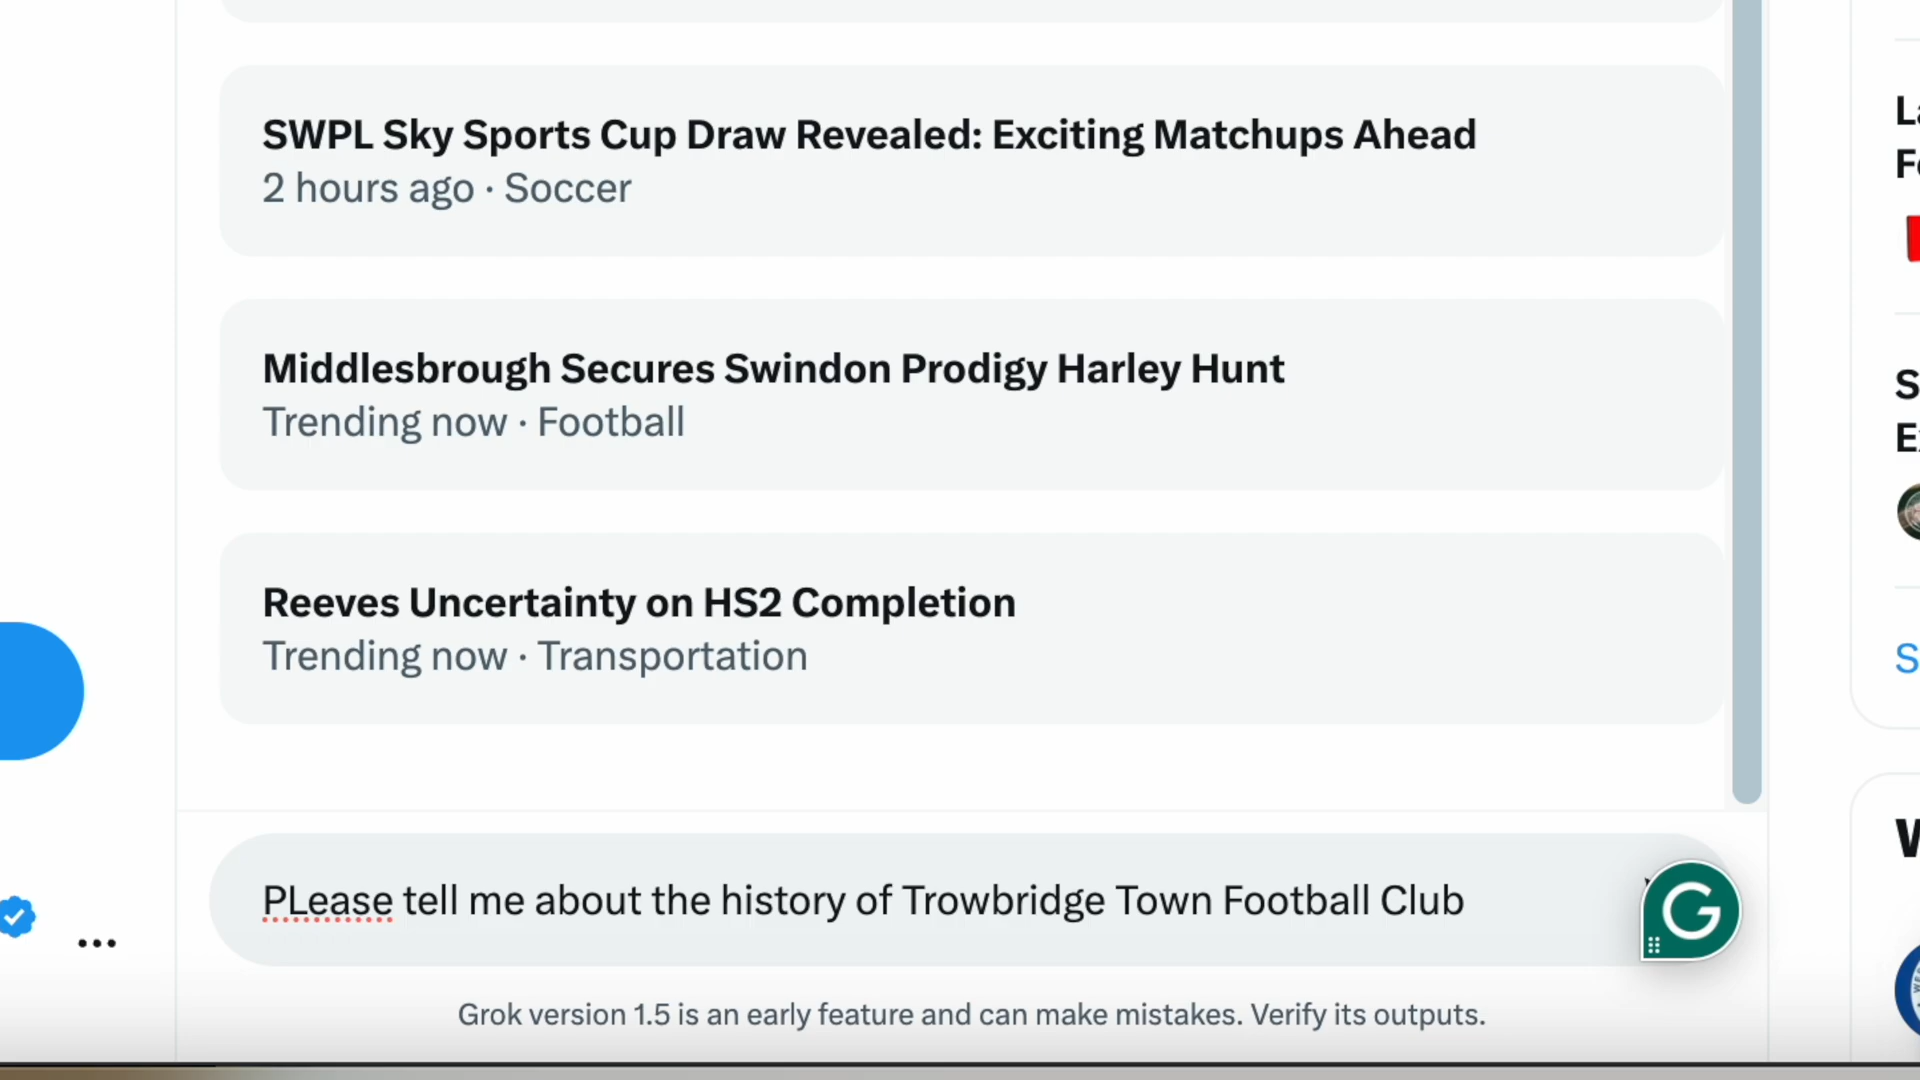 SWPL Sky Sports Cup Draw Revealed: Exciting Matchups Ahead
2 hours ago · Soccer
Middlesbrough Secures Swindon Prodigy Harley Hunt
Trending now · Football
Reeves Uncertainty on HS2 Completion
Trending now · Transportation
PLease tell me about the history of Trowbridge Town Football Club
G
Grok version 1.5 is an early feature and can make mistakes. Verify its outputs.